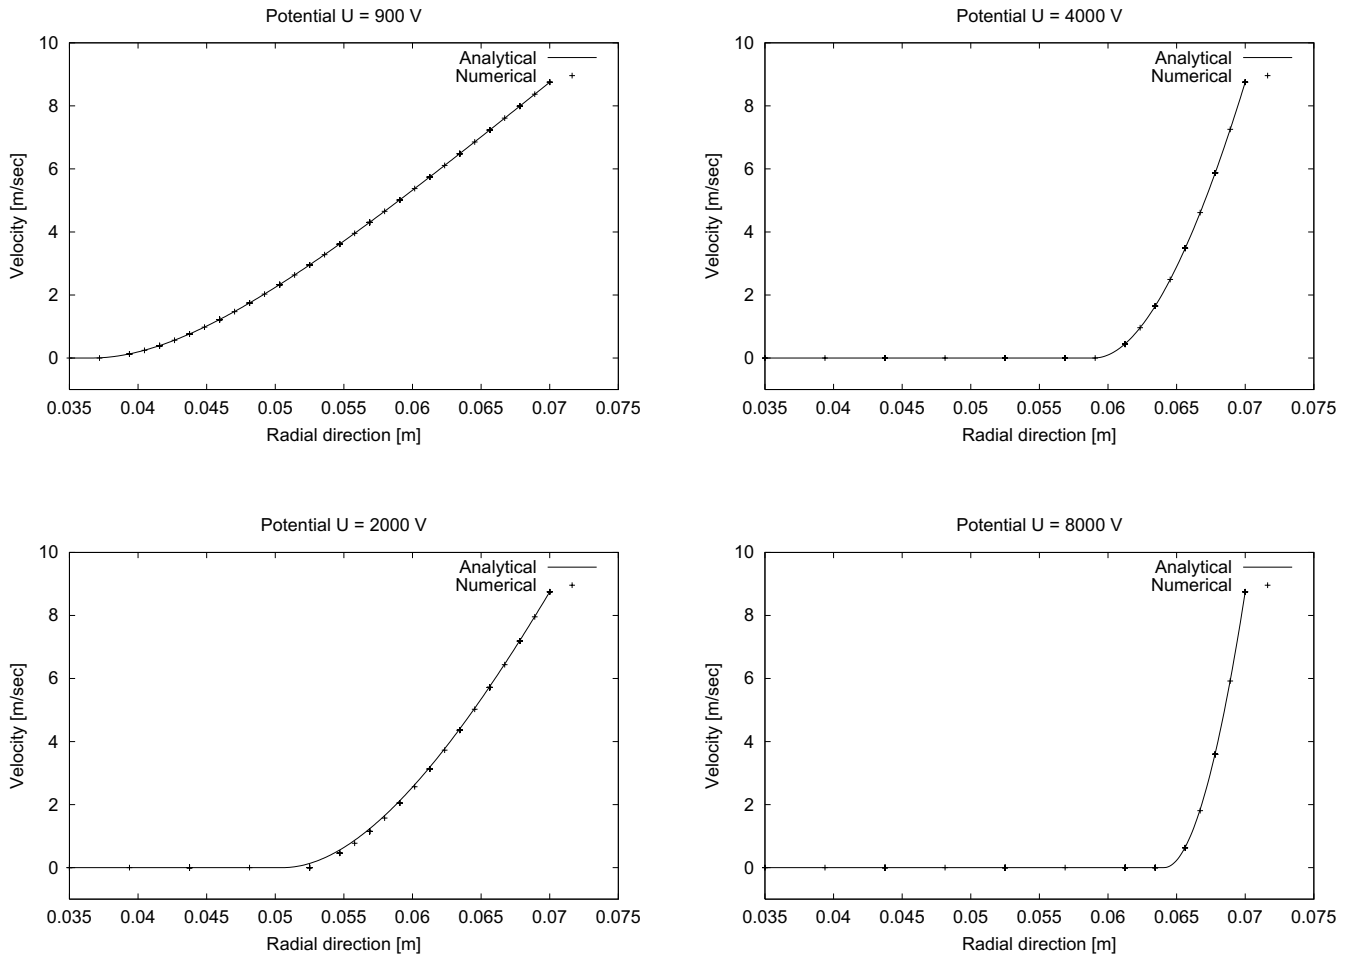 Potential U = 900 V
Analytical
Numerical
Velocity [m/sec]
10
8
6
4
2
0
0.035 0.04 0.045 0.05 0.055 0.06 0.065 0.07 0.075
Radial direction [m]
Potential U = 4000 V
Analytical
Numerical
Velocity [m/sec]
10
8
6
4
2
0
0.035 0.04 0.045 0.05 0.055 0.06 0.065 0.07 0.075
Radial direction [m]
Potential U = 2000 V
Analytical
Numerical
Velocity [m/sec]
10
8
6
4
2
0
0.035 0.04 0.045 0.05 0.055 0.06 0.065 0.07 0.075
Radial direction [m]
Potential U = 8000 V
Analytical
Numerical
Velocity [m/sec]
10
8
6
4
2
0
0.035 0.04 0.045 0.05 0.055 0.06 0.065 0.07 0.075
Radial direction [m]